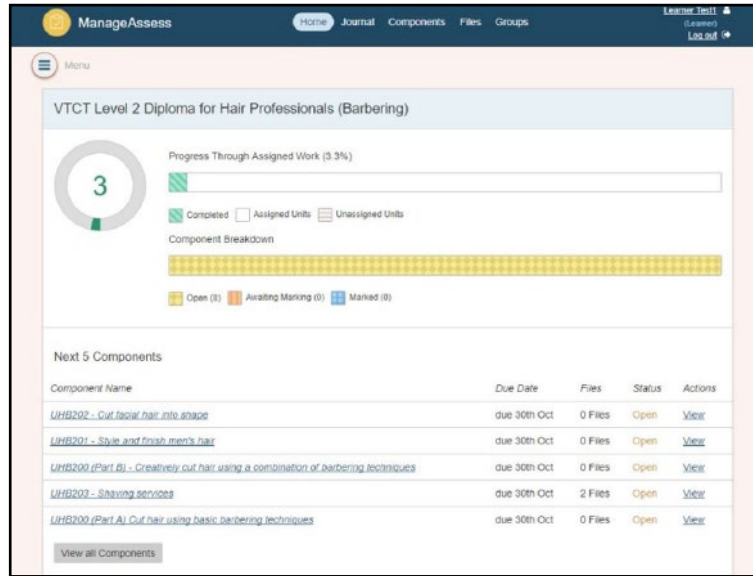 ManageAssess
Home Journal Components Files Groups
Learner Test1
(Learner)
Log out
Menu
VTCT Level 2 Diploma for Hair Professionals (Barbering)
3
Progress Through Assigned Work (3.3%)
Completed Assigned Units Unassigned Units
Component Breakdown
Open (8) Awaiting Marking (0) Marked (0)
Next 5 Components
Component Name Due Date Files Status Actions
UHB202 - Cut facial hair into shape due 30th Oct 0 Files Open View
UHB201 - Style and finish men's hair due 30th Oct 0 Files Open View
UHB200 (Part B) - Creatively cut hair using a combination of barbering techniques due 30th Oct 0 Files Open View
UHB203 - Shaving services due 30th Oct 2 Files Open View
UHB200 (Part A) Cut hair using basic barbering techniques due 30th Oct 0 Files Open View
View all Components